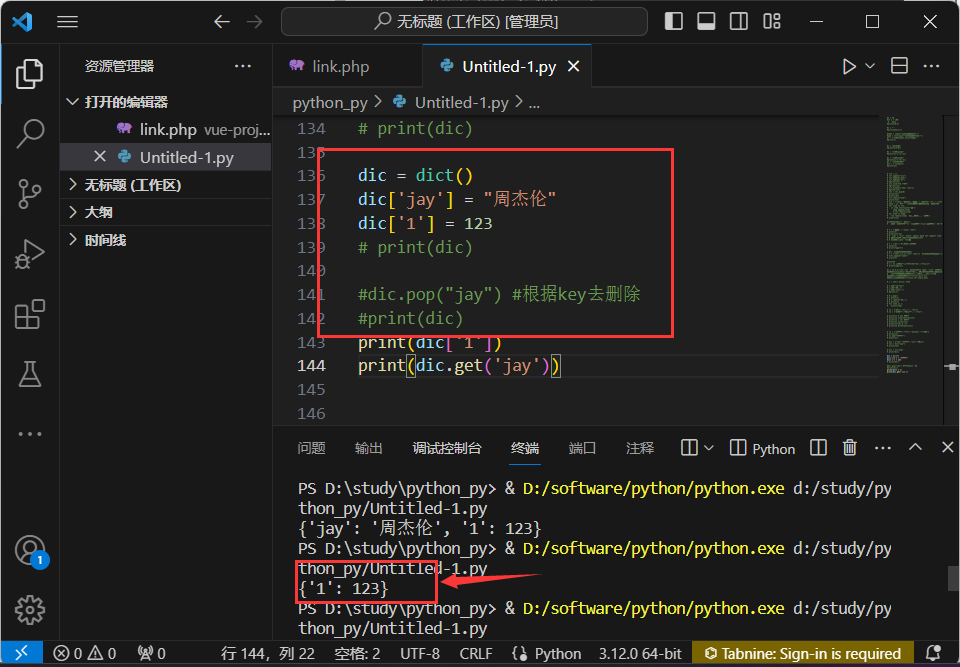 无标题 (工作区) [管理员]
资源管理器
打开的编辑器
link.php vue-proj...
Untitled-1.py
无标题 (工作区)
大纲
时间线
link.php
Untitled-1.py
python_py > Untitled-1.py > ...
134 # print(dic)
135
136 dic = dict()
137 dic['jay'] = "周杰伦"
138 dic['1'] = 123
139 # print(dic)
140
141 #dic.pop("jay") #根据key去删除
142 #print(dic)
143 print(dic['1'])
144 print(dic.get('jay'))
145
146
问题 输出 调试控制台 终端 端口 注释 Python
PS D:\study\python_py> & D:/software/python/python.exe d:/study/py
thon_py/Untitled-1.py
{'jay': '周杰伦', '1': 123}
PS D:\study\python_py> & D:/software/python/python.exe d:/study/py
thon_py/Untitled-1.py
{'1': 123}
PS D:\study\python_py> & D:/software/python/python.exe d:/study/py
thon_py/Untitled-1.py
1
0 0 0 行 144，列 22 空格: 2 UTF-8 CRLF Python 3.12.0 64-bit Tabnine: Sign-in is required